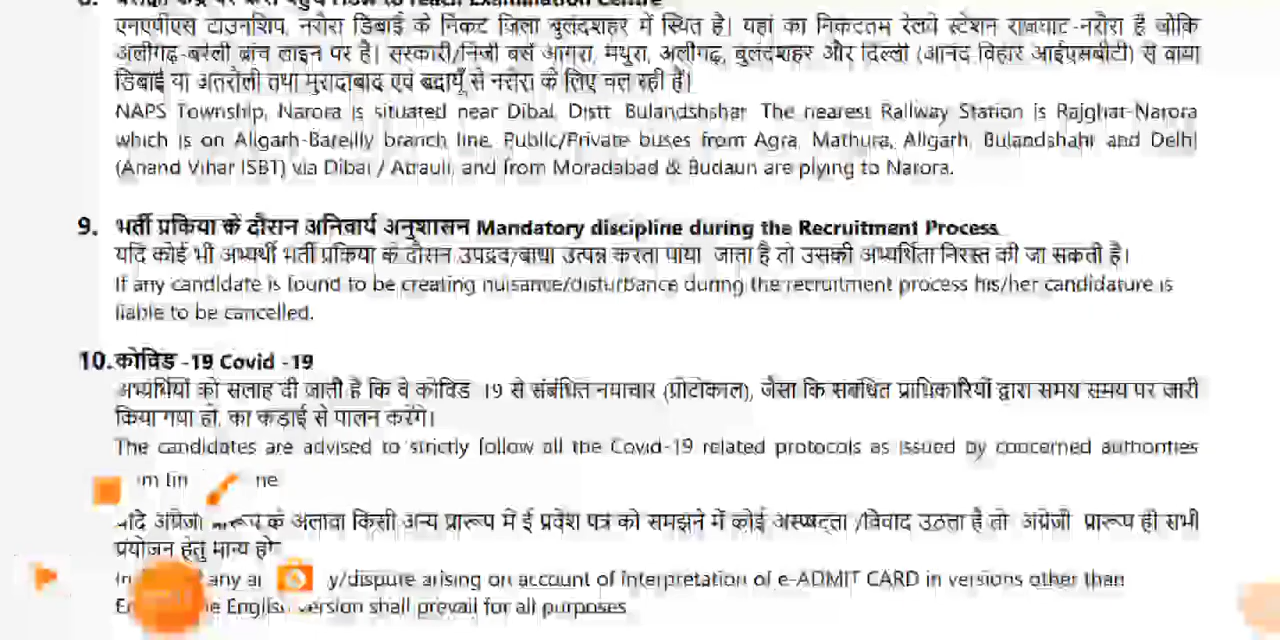 How to Reach Examination Centre
एनएपीएस टाउनशिप, नरौरा डिबाई के निकट ज़िला बुलंदशहर में स्थित है। यहां का निकटतम रेलवे स्टेशन राजघाट-नरौरा है जोकि
अलीगढ़-बरेली ब्रांच लाइन पर है। सरकारी/निजी बसें आगरा, मथुरा, अलीगढ़, बुलंदशहर और दिल्ली (आनंद विहार आईएसबीटी) से वाया
डिबाई या अतरौली तथा मुरादाबाद एवं बदायूँ से नरौरा के लिए चल रही हैं।
NAPS Township, Narora is situated near Dibai, Distt Bulandshshar The nearest Railway Station is Rajghat-Narora
which is on Aligarh-Bareilly branch line. Public/Private buses from Agra, Mathura, Aligarh, Bulandshahr and Delhi
(Anand Vihar ISBT) via Dibai / Atrauli, and from Moradabad & Budaun are plying to Narora.
9. भर्ती प्रकिया के दौरान अनिवार्य अनुशासन Mandatory discipline during the Recruitment Process
यदि कोई भी अभ्यर्थी भर्ती प्रकिया के दौरान उपद्रव/बाधा उत्पन्न करता पाया जाता है तो उसकी अभ्यर्थिता निरस्त की जा सकती है।
If any candidate is found to be creating nuisance/disturbance during the recruitment process his/her candidature is
liable to be cancelled.
10. कोविड -19 Covid -19
अभ्यर्थियों को सलाह दी जाती है कि वे कोविड 19 से संबंधित नयाचार (प्रोटोकाल), जैसा कि संबंधित प्राधिकारियों द्वारा समय समय पर जारी
किया गया हो, का कड़ाई से पालन करेंगे।
The candidates are advised to strictly follow all the Covid-19 related protocols as issued by concerned authorities
यदि अंग्रेजी प्रारूप के अलावा किसी अन्य प्रारूप में ई प्रवेश पत्र को समझने में कोई अस्पष्टता /विवाद उठता है तो अंग्रेजी प्रारूप ही सभी
प्रयोजन हेतु मान्य
any y/dispute arising on account of interpretation of e-ADMIT CARD in versions other than
English version shall prevail for all purposes